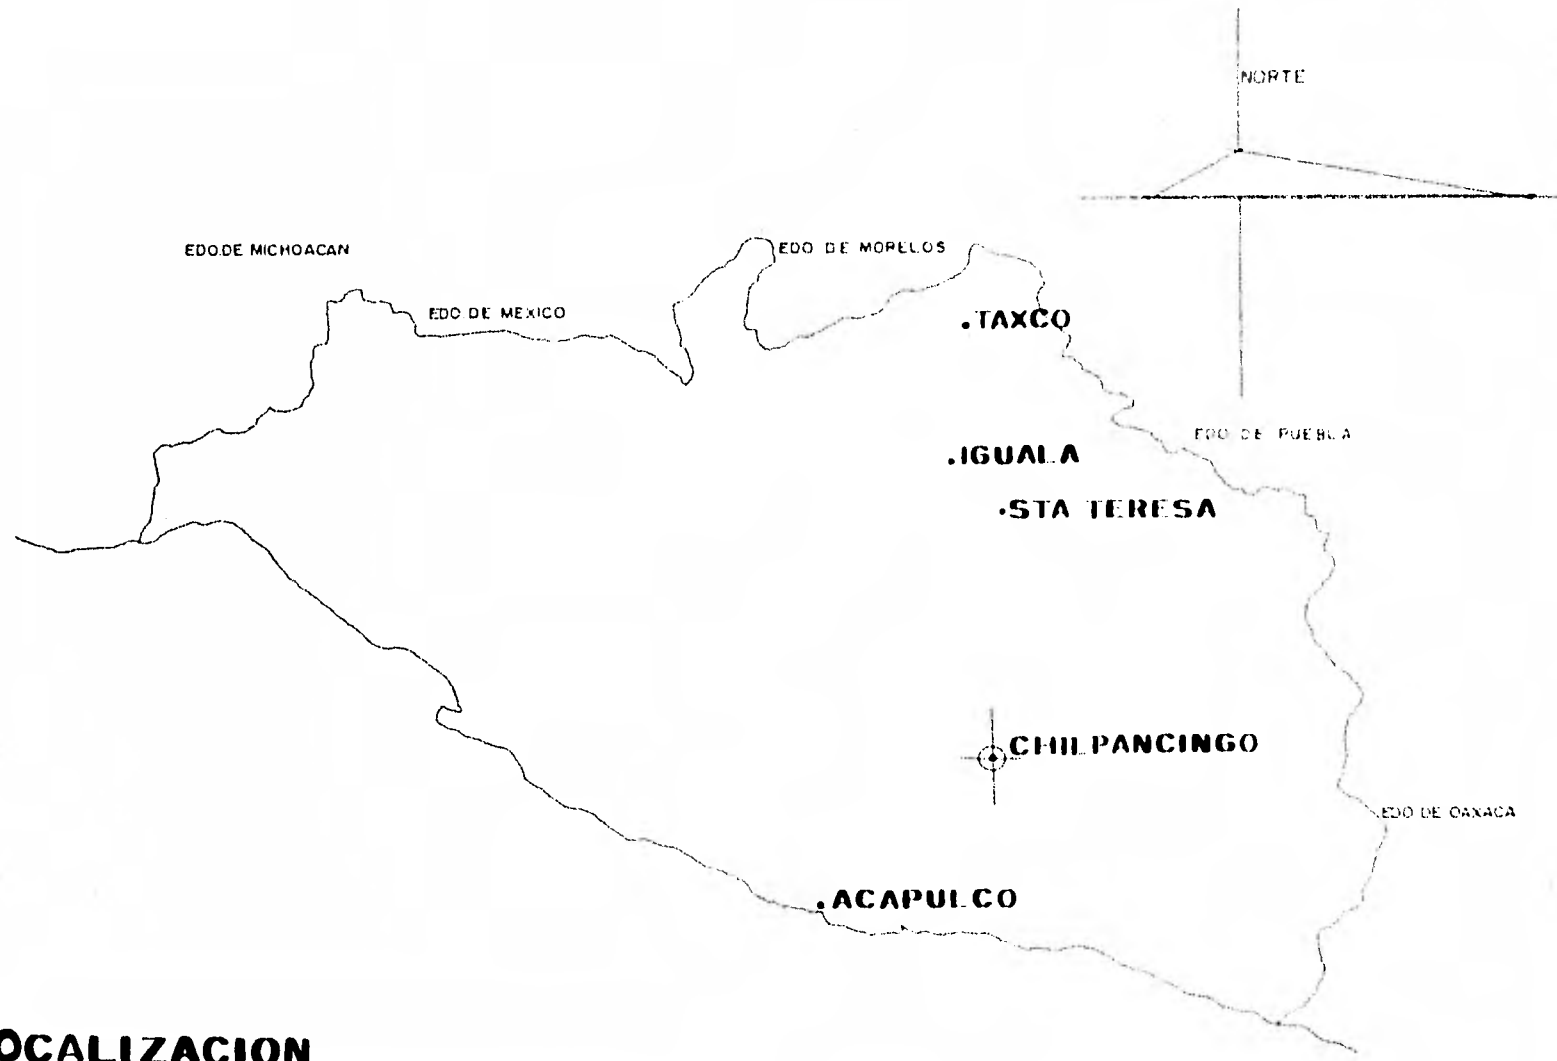 NORTE
EDO.DE MICHOACAN
EDO DE MORELOS
EDO DE MEXICO
.TAXCO
EDO DE PUEBLA
.IGUALA
.STA TERESA
CHILPANCINGO
EDO DE OAXACA
.ACAPULCO
OCALIZACION